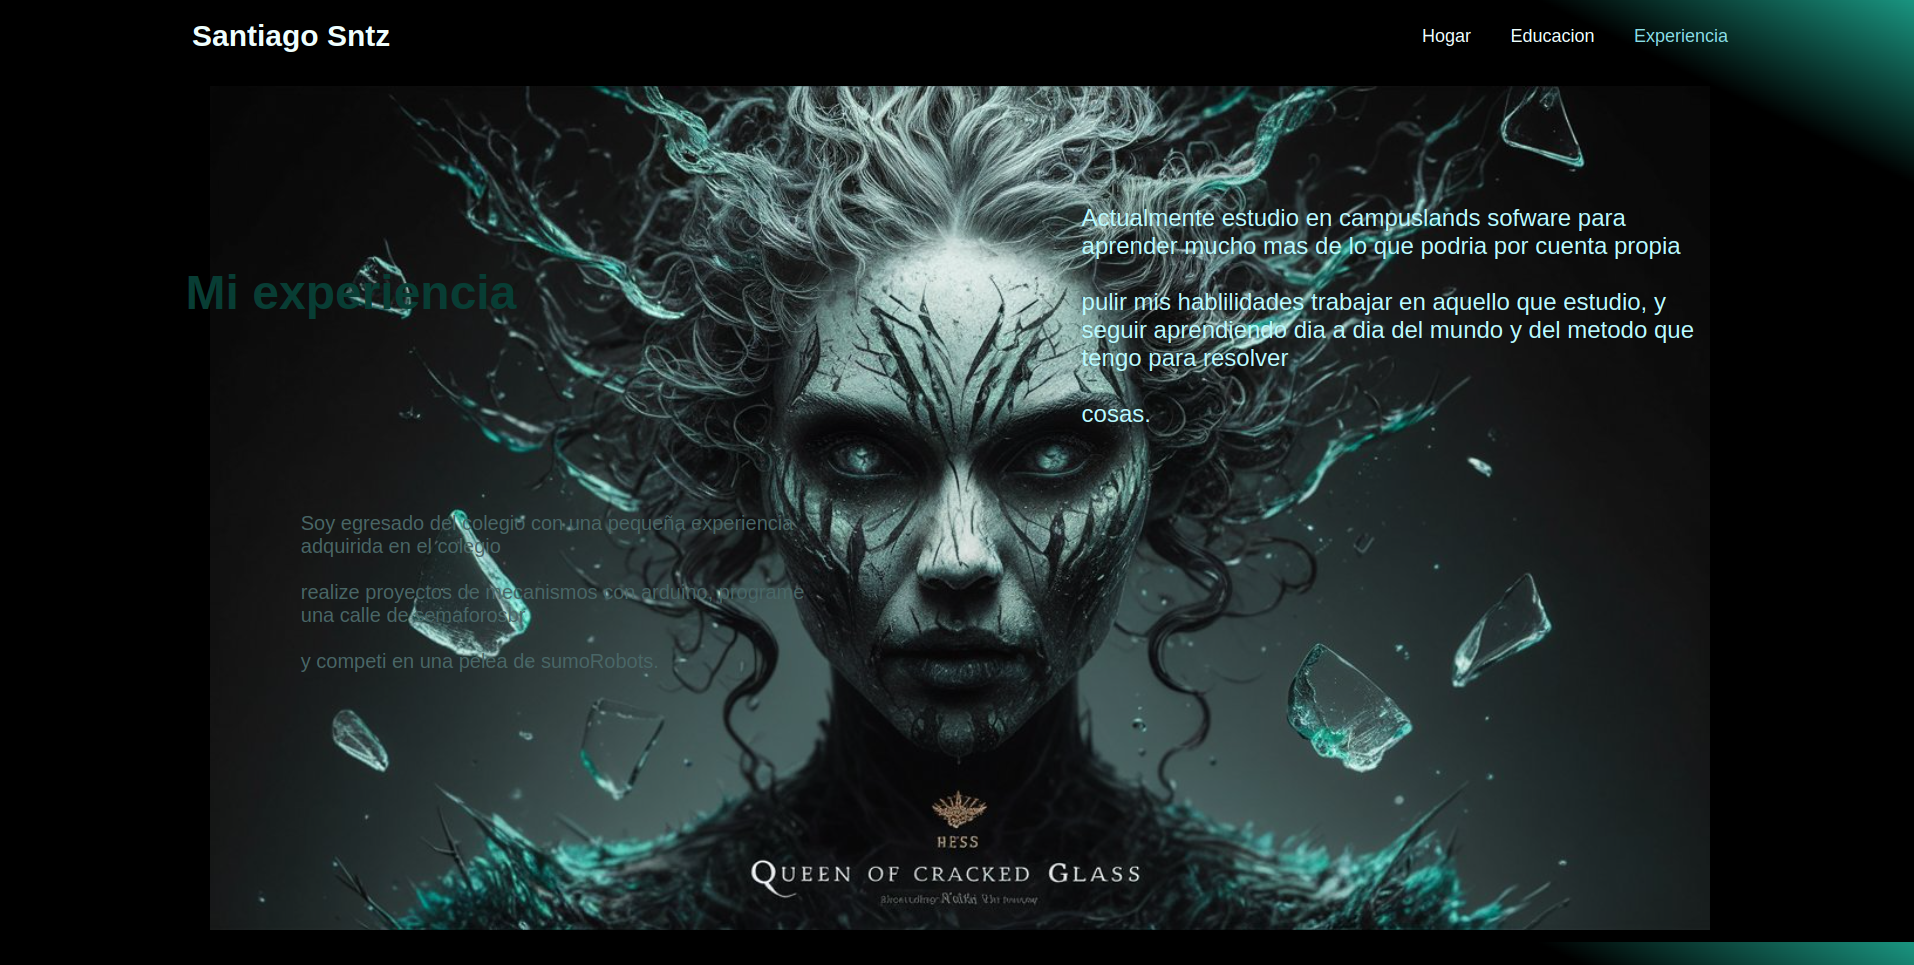 Santiago Sntz
Hogar
Educacion
Experiencia
Mi experiencia
Actualmente estudio en campuslands sofware para
aprender mucho mas de lo que podria por cuenta propia
pulir mis hablilidades trabajar en aquello que estudio, y
seguir aprendiendo dia a dia del mundo y del metodo que
tengo para resolver
cosas.
Soy egresado del colegio con una pequeña experiencia
adquirida en el colegio
realize proyectos de mecanismos con arduino, programe
una calle de
y competi en una pelea de sumoRobots.
HESS
QUEEN OF CRACKED GLASS